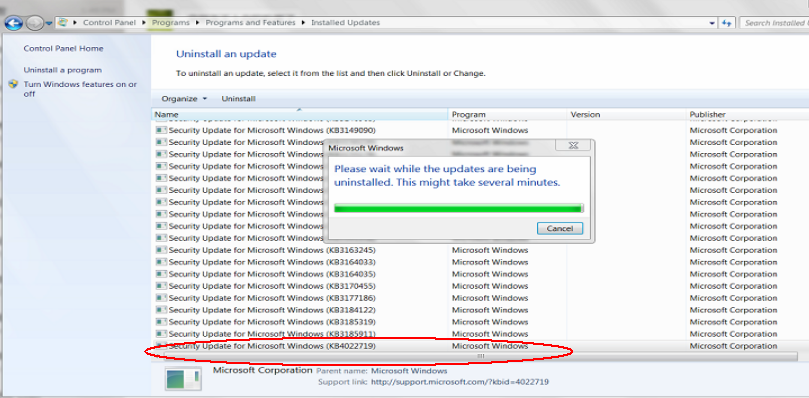 Control Panel ▸ Programs ▸ Programs and Features ▸ Installed Updates
Search Installed
Control Panel Home
Uninstall a program
Turn Windows features on or
off
Uninstall an update
To uninstall an update, select it from the list and then click Uninstall or Change.
Organize Uninstall
Name Program Version Publisher
Microsoft Windows Microsoft Corporation
Security Update for Microsoft Windows (KB3149090) Microsoft Windows Microsoft Corporation
Security Update for Microsoft Windows Microsoft Corporation
Security Update for Microsoft Windows Microsoft Corporation
Security Update for Microsoft Windows Microsoft Corporation
Security Update for Microsoft Windows Microsoft Corporation
Security Update for Microsoft Windows Microsoft Corporation
Security Update for Microsoft Windows Microsoft Corporation
Security Update for Microsoft Windows Microsoft Corporation
Security Update for Microsoft Windows Microsoft Corporation
Security Update for Microsoft Windows Microsoft Corporation
Microsoft Windows
Please wait while the updates are being
uninstalled. This might take several minutes.
Cancel
Security Update for Microsoft Windows (KB3163245) Microsoft Windows Microsoft Corporation
Security Update for Microsoft Windows (KB3164033) Microsoft Windows Microsoft Corporation
Security Update for Microsoft Windows (KB3164035) Microsoft Windows Microsoft Corporation
Security Update for Microsoft Windows (KB3170455) Microsoft Windows Microsoft Corporation
Security Update for Microsoft Windows (KB3177186) Microsoft Windows Microsoft Corporation
Security Update for Microsoft Windows (KB3184122) Microsoft Windows Microsoft Corporation
Security Update for Microsoft Windows (KB3185319) Microsoft Windows Microsoft Corporation
Security Update for Microsoft Windows (KB3185911) Microsoft Windows Microsoft Corporation
Security Update for Microsoft Windows (KB4022719) Microsoft Windows Microsoft Corporation
Microsoft Corporation Parent name: Microsoft Windows
Support link: http://support.microsoft.com/?kbid=4022719